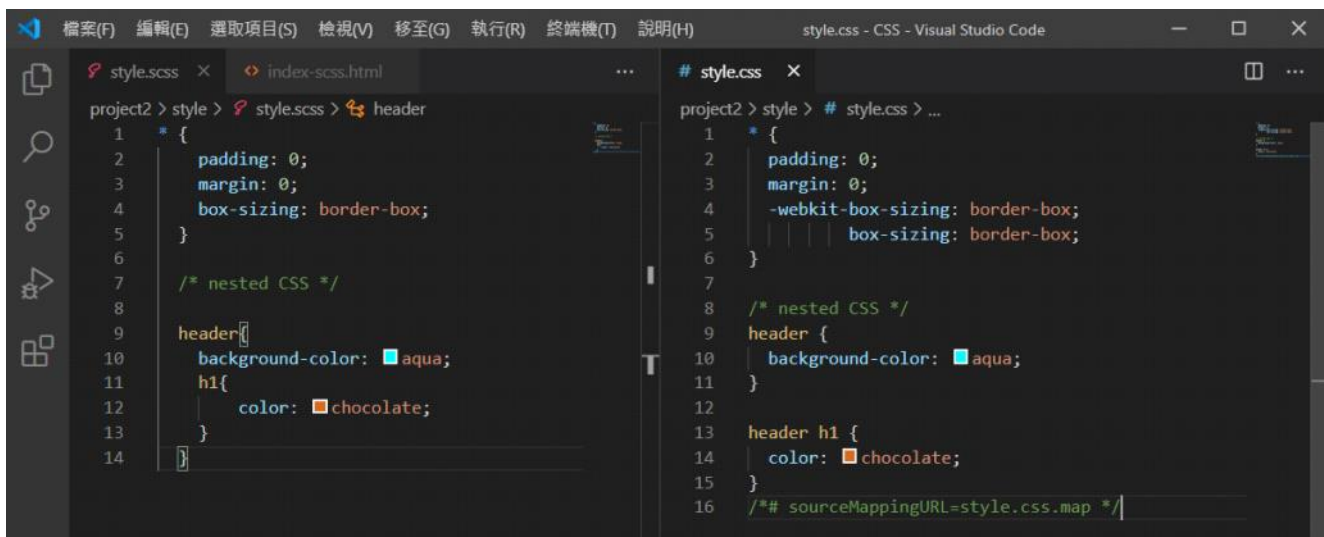 檔案(F) 編輯(E) 選取項目(S) 檢視(V) 移至(G) 執行(R) 終端機(T) 說明(H) style.css - CSS - Visual Studio Code
style.scss index-scss.html
project2 > style > style.scss > header
1 * {
2 padding: 0;
3 margin: 0;
4 box-sizing: border-box;
5 }
6
7 /* nested CSS */
8
9 header{
10 background-color: aqua;
11 h1{
12 color: chocolate;
13 }
14 }
# style.css
project2 > style > # style.css > ...
1 * {
2 padding: 0;
3 margin: 0;
4 -webkit-box-sizing: border-box;
5 box-sizing: border-box;
6 }
7
8 /* nested CSS */
9 header {
10 background-color: aqua;
11 }
12
13 header h1 {
14 color: chocolate;
15 }
16 /*# sourceMappingURL=style.css.map */